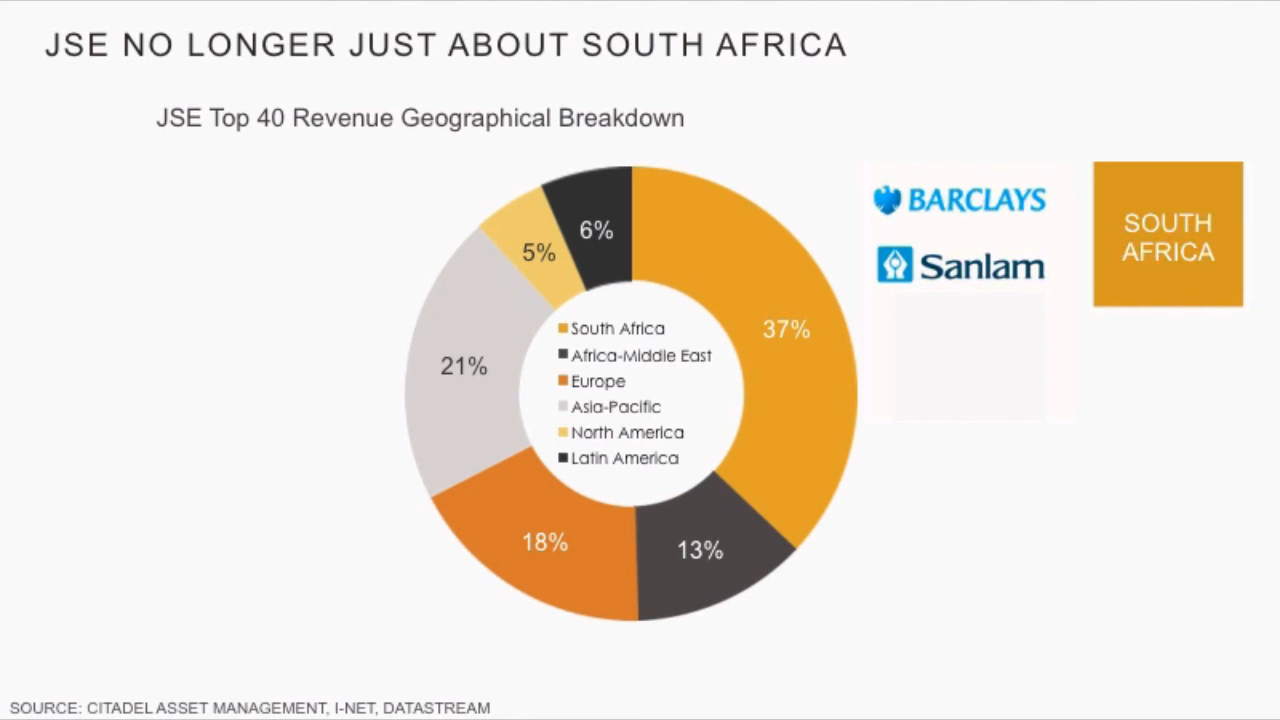 JSE NO LONGER JUST ABOUT SOUTH AFRICA
JSE Top 40 Revenue Geographical Breakdown
BARCLAYS
Sanlam
SOUTH
AFRICA
6%
5%
37%
21%
18%
13%
South Africa
Africa-Middle East
Europe
Asia-Pacific
North America
Latin America
SOURCE: CITADEL ASSET MANAGEMENT, I-NET, DATASTREAM